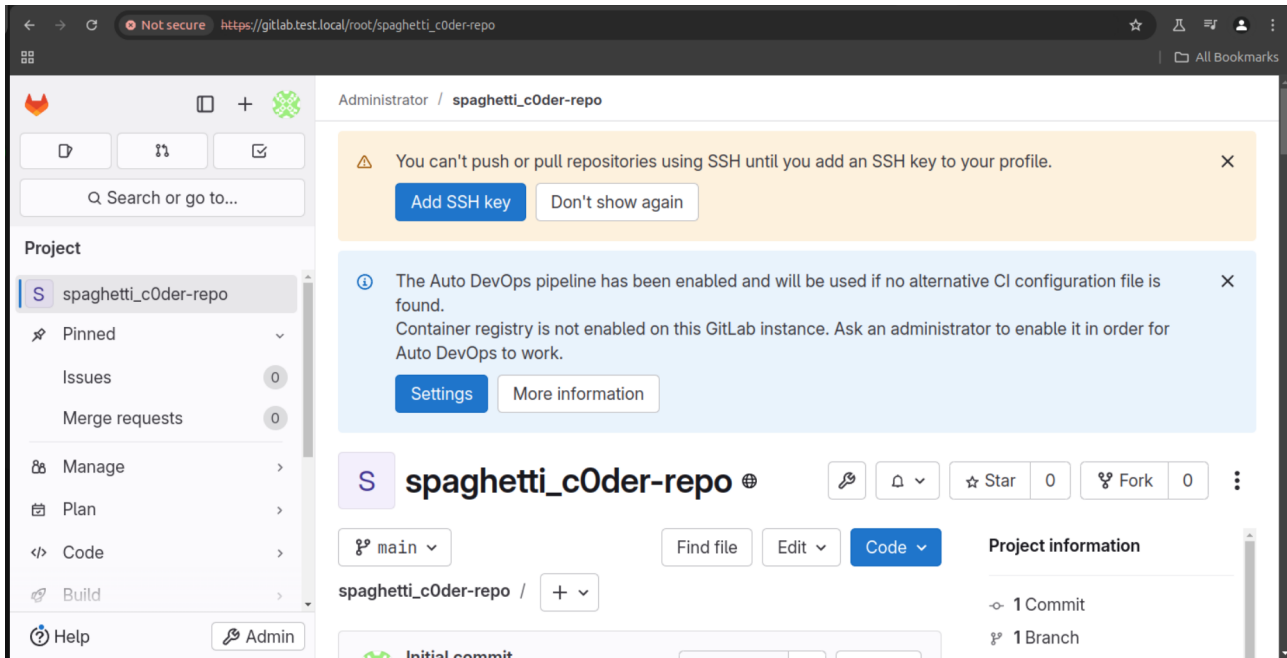 Not secure https://gitlab.test.local/root/spaghetti_c0der-repo
All Bookmarks
Administrator / spaghetti_c0der-repo
Search or go to...
Project
S spaghetti_c0der-repo
Pinned
Issues 0
Merge requests 0
Manage
Plan
Code
Build
Help
Admin
You can't push or pull repositories using SSH until you add an SSH key to your profile.
Add SSH key Don't show again
The Auto DevOps pipeline has been enabled and will be used if no alternative CI configuration file is
found.
Container registry is not enabled on this GitLab instance. Ask an administrator to enable it in order for
Auto DevOps to work.
Settings More information
S spaghetti_c0der-repo
Star 0 Fork 0
main Find file Edit Code
spaghetti_c0der-repo /
Initial commit
Project information
1 Commit
1 Branch